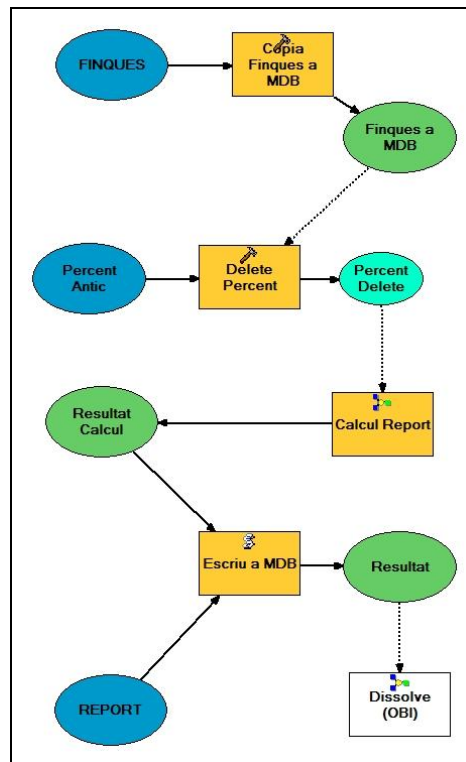 FINQUES
Copia
Finques a
MDB
Finques a
MDB
Percent
Antic
Delete
Percent
Percent
Delete
Resultat
Calcul
Calcul Report
Escriu a MDB
Resultat
REPORT
Dissolve
(OBI)